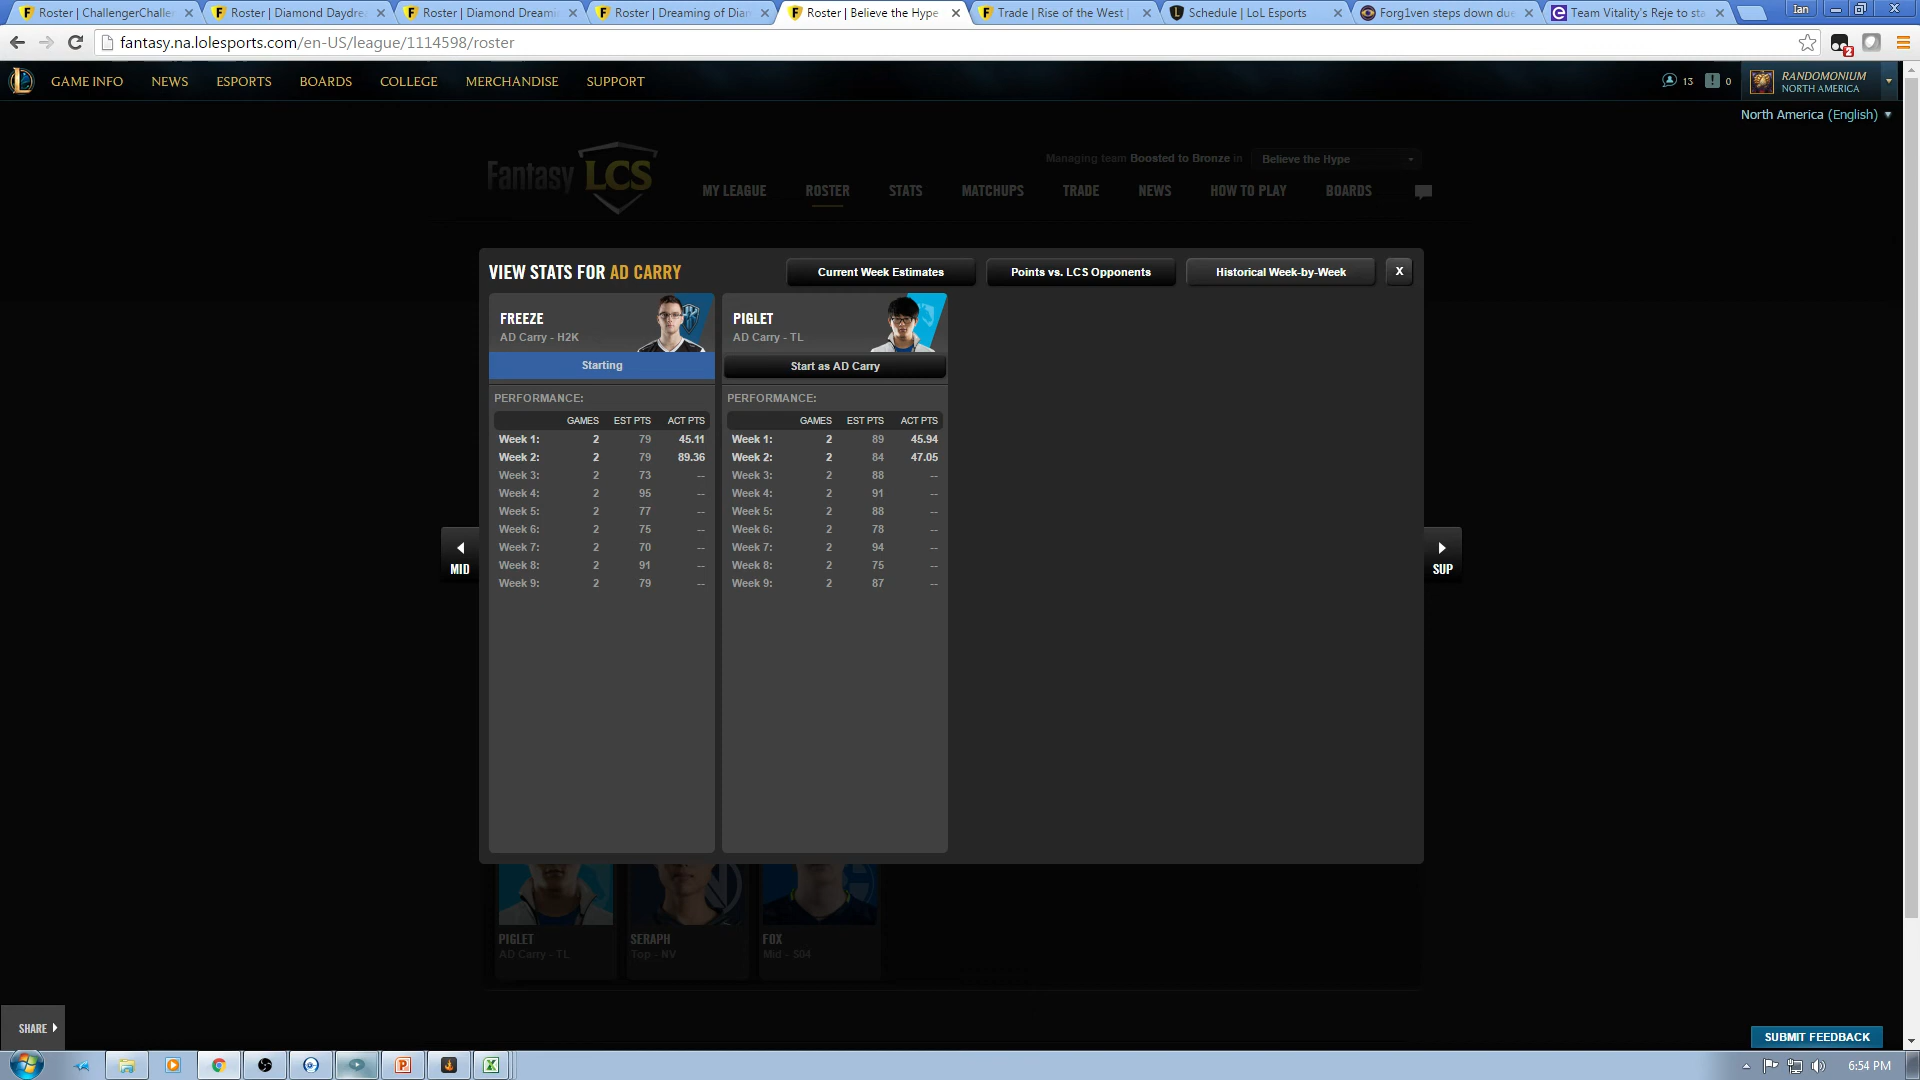 Roster | ChallengerChalle
Roster | Diamond Daydre
Roster | Diamond Dreami
Roster | Dreaming of Dia
Roster | Believe the Hype
Trade | Rise of the West |
Schedule | LoL Esports
Forg1ven steps down du
Team Vitality's Reje to sta
Ian
fantasy.na.lolesports.com/en-US/league/1114598/roster
2
GAME INFO NEWS ESPORTS BOARDS COLLEGE MERCHANDISE SUPPORT
13
0
RANDOMONIUM
NORTH AMERICA
North America (English)
Fantasy LCS
Managing team Boosted to Bronze in Believe the Hype
MY LEAGUE ROSTER STATS MATCHUPS TRADE NEWS HOW TO PLAY BOARDS
VIEW STATS FOR AD CARRY
Current Week Estimates
Points vs. LCS Opponents
Historical Week-by-Week
X
FREEZE
AD Carry - H2K
Starting
PERFORMANCE:
GAMES EST PTS ACT PTS
Week 1: 2 79 45.11
Week 2: 2 79 89.36
Week 3: 2 73 --
Week 4: 2 95 --
Week 5: 2 77 --
Week 6: 2 75 --
Week 7: 2 70 --
Week 8: 2 91 --
Week 9: 2 79 --
PIGLET
AD Carry - TL
Start as AD Carry
PERFORMANCE:
GAMES EST PTS ACT PTS
Week 1: 2 89 45.94
Week 2: 2 84 47.05
Week 3: 2 88 --
Week 4: 2 91 --
Week 5: 2 88 --
Week 6: 2 78 --
Week 7: 2 94 --
Week 8: 2 75 --
Week 9: 2 87 --
MID
SUP
PIGLET
AD Carry - TL
SERAPH
Top - NV
FOX
Mid - S04
SHARE
SUBMIT FEEDBACK
6:54 PM